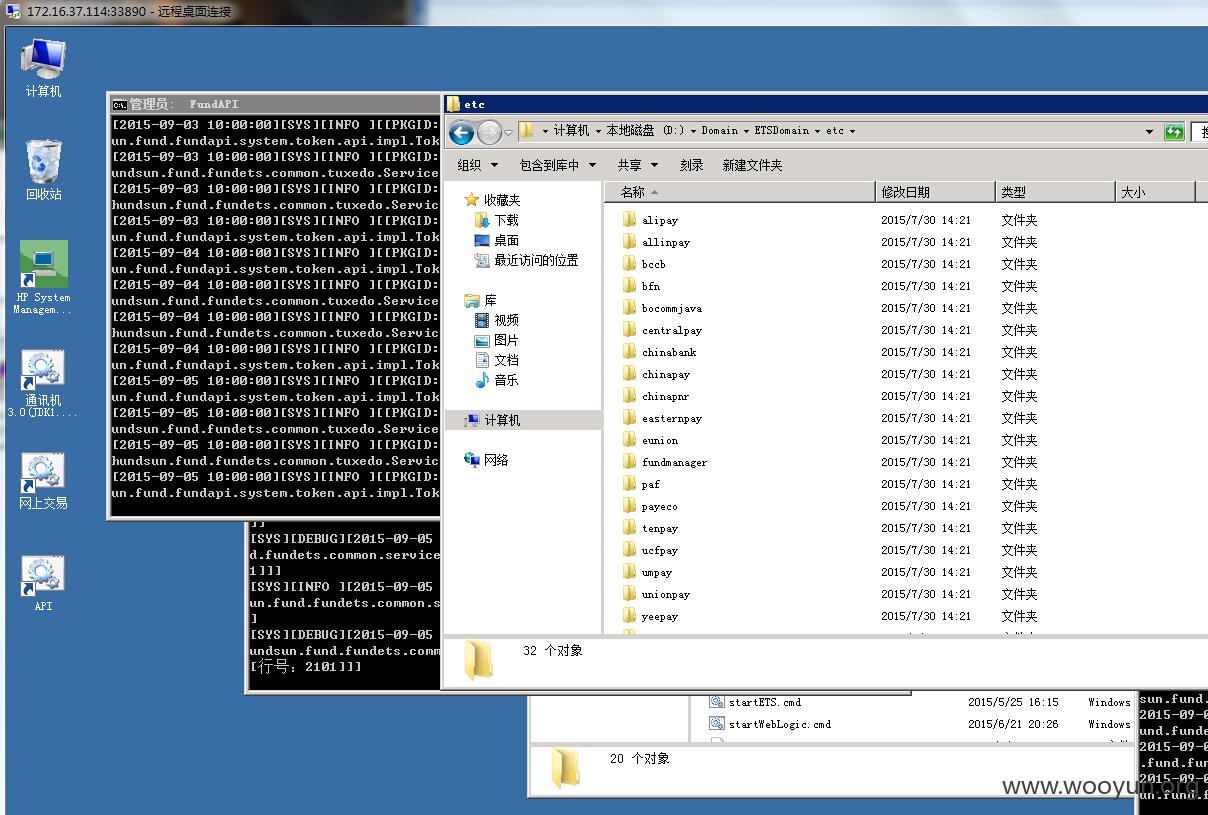 172.16.37.114:33890 - 远程桌面连接
计算机
回收站
HP System
Managem...
通讯机
3.0(JDK1....
网上交易
API
管理员: FundAPI
[2015-09-03 10:00:00][SYS][INFO ][[PKGID:
un.fund.fundapi.system.token.api.impl.Tok
[2015-09-03 10:00:00][SYS][INFO ][[PKGID:
undsun.fund.fundets.common.tuxedo.Service
[2015-09-03 10:00:00][SYS][INFO ][[PKGID:
hundsun.fund.fundets.common.tuxedo.Servic
[2015-09-03 10:00:00][SYS][INFO ][[PKGID:
un.fund.fundapi.system.token.api.impl.Tok
[2015-09-04 10:00:00][SYS][INFO ][[PKGID:
un.fund.fundapi.system.token.api.impl.Tok
[2015-09-04 10:00:00][SYS][INFO ][[PKGID:
undsun.fund.fundets.common.tuxedo.Service
[2015-09-04 10:00:00][SYS][INFO ][[PKGID:
hundsun.fund.fundets.common.tuxedo.Servic
[2015-09-04 10:00:00][SYS][INFO ][[PKGID:
un.fund.fundapi.system.token.api.impl.Tok
[2015-09-05 10:00:00][SYS][INFO ][[PKGID:
un.fund.fundapi.system.token.api.impl.Tok
[2015-09-05 10:00:00][SYS][INFO ][[PKGID:
undsun.fund.fundets.common.tuxedo.Service
[2015-09-05 10:00:00][SYS][INFO ][[PKGID:
hundsun.fund.fundets.common.tuxedo.Servic
[2015-09-05 10:00:00][SYS][INFO ][[PKGID:
un.fund.fundapi.system.token.api.impl.Tok
]]
[SYS][DEBUG][2015-09-05
d.fundets.common.service
1]]]
[SYS][INFO ][2015-09-05
un.fund.fundets.common.s
]
[SYS][DEBUG][2015-09-05
undsun.fund.fundets.comm
[行号: 2101]]]
etc
计算机 本地磁盘 (D:) Domain ETSDomain etc
组织 包含到库中 共享 刻录 新建文件夹
收藏夹
下载
桌面
最近访问的位置
库
视频
图片
文档
音乐
计算机
网络
名称 修改日期 类型 大小
alipay 2015/7/30 14:21 文件夹
allinpay 2015/7/30 14:21 文件夹
bccb 2015/7/30 14:21 文件夹
bfn 2015/7/30 14:21 文件夹
bocommjava 2015/7/30 14:21 文件夹
centralpay 2015/7/30 14:21 文件夹
chinabank 2015/7/30 14:21 文件夹
chinapay 2015/7/30 14:21 文件夹
chinapnr 2015/7/30 14:21 文件夹
easternpay 2015/7/30 14:21 文件夹
eunion 2015/7/30 14:21 文件夹
fundmanager 2015/7/30 14:21 文件夹
paf 2015/7/30 14:21 文件夹
payeco 2015/7/30 14:21 文件夹
tenpay 2015/7/30 14:21 文件夹
ucfpay 2015/7/30 14:21 文件夹
umpay 2015/7/30 14:21 文件夹
unionpay 2015/7/30 14:21 文件夹
yeepay 2015/7/30 14:21 文件夹
32 个对象
startETS.cmd 2015/5/25 16:15 Windows
startWebLogic.cmd 2015/6/21 20:26 Windows
20 个对象
sun.fund.
2015-09-0
und.funde
2015-09-0
.fund.fun
2015-09-0
un.fund.f
www.wooyun.org